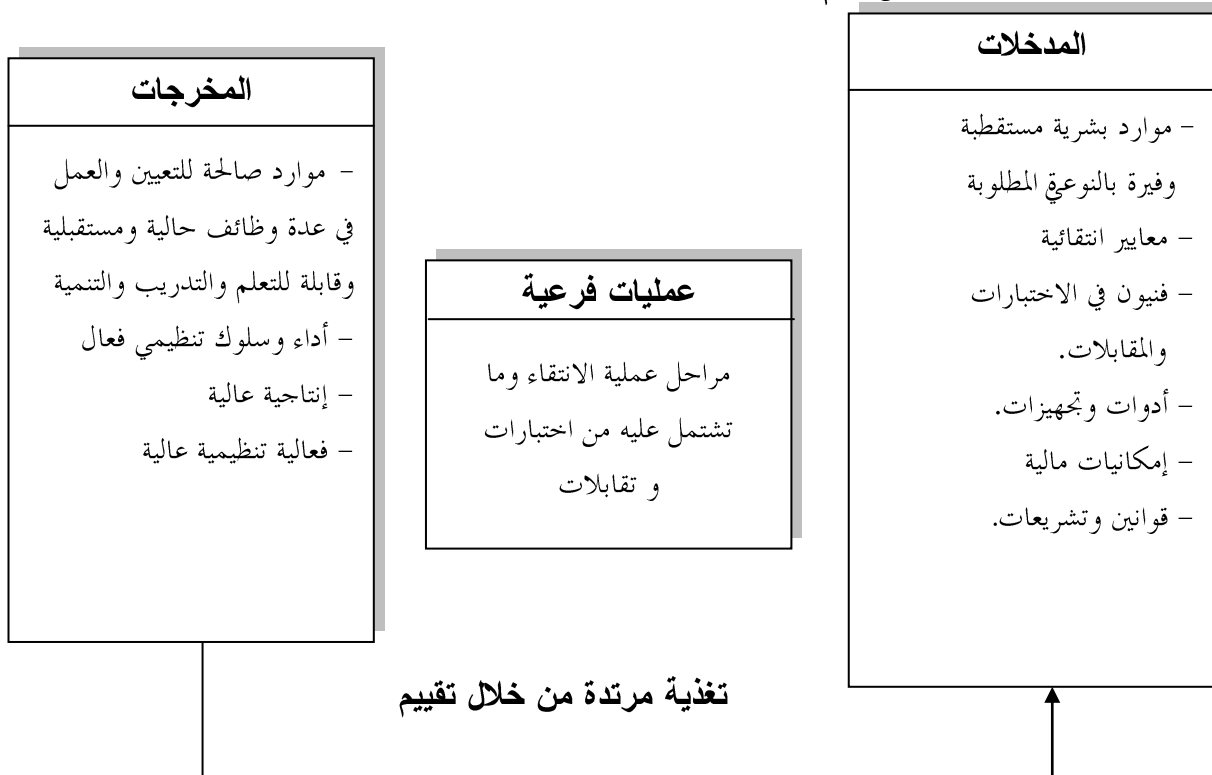 المدخلات
– موارد بشرية مستقطبة
وفيرة بالنوعية المطلوبة
– معايير انتقائية
– فنيون في الاختبارات
والمقابلات.
– أدوات وتجهيزات.
– إمكانيات مالية
– قوانين وتشريعات.
عمليات فرعية
مراحل عملية الانتقاء وما
تشتمل عليه من اختبارات
و تقابلات
المخرجات
– موارد صالحة للتعيين والعمل
في عدة وظائف حالية ومستقبلية
وقابلة للتعلم والتدريب والتنمية
– أداء وسلوك تنظيمي فعال
– إنتاجية عالية
– فعالية تنظيمية عالية
تغذية مرتدة من خلال تقييم